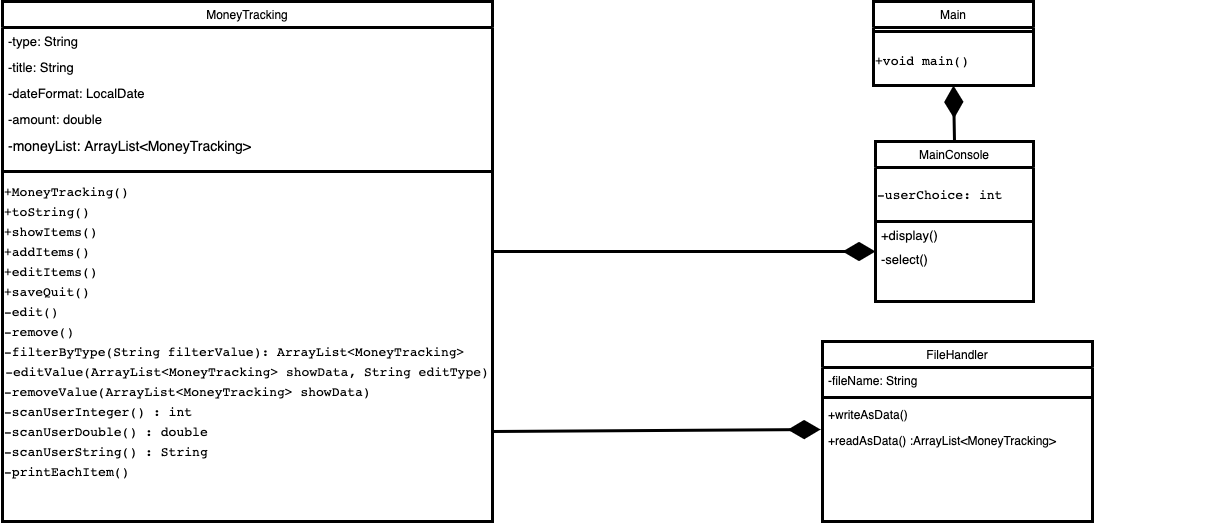 MoneyTracking
-type: String
-title: String
-dateFormat: LocalDate
-amount: double
-moneyList: ArrayList<MoneyTracking>
+MoneyTracking()
+toString()
+showItems()
+addItems()
+editItems()
+saveQuit()
-edit()
-remove()
-filterByType(String filterValue): ArrayList<MoneyTracking>
-editValue(ArrayList<MoneyTracking> showData, String editType)
-removeValue(ArrayList<MoneyTracking> showData)
-scanUserInteger() : int
-scanUserDouble() : double
-scanUserString() : String
-printEachItem()
Main
+void main()
MainConsole
-userChoice: int
+display()
-select()
FileHandler
-fileName: String
+writeAsData()
+readAsData() :ArrayList<MoneyTracking>